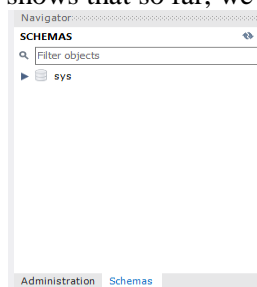 shows that so far, we
Navigator
SCHEMAS
Filter objects
sys
Administration Schemas